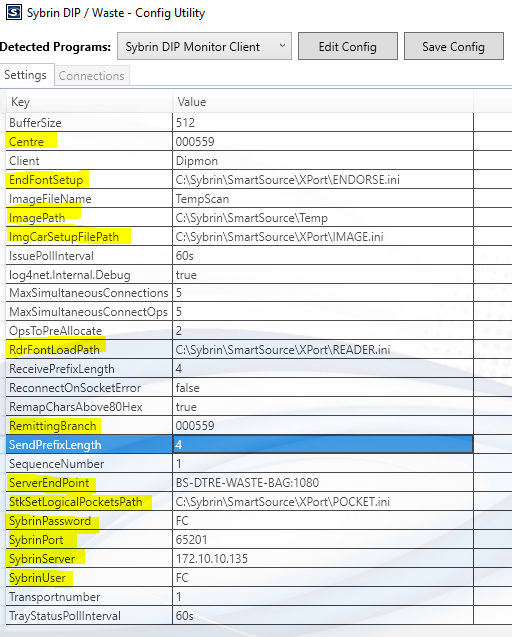 Sybrin DIP / Waste - Config Utility
Detected Programs: Sybrin DIP Monitor Client Edit Config Save Config
Settings Connections
Key Value
BufferSize 512
Centre 000559
Client Dipmon
EndFontSetup C:\Sybrin\SmartSource\XPort\ENDORSE.ini
ImageFileName TempScan
ImagePath C:\Sybrin\SmartSource\Temp
ImgCarSetupFilePath C:\Sybrin\SmartSource\XPort\IMAGE.ini
IssuePollInterval 60s
log4net.Internal.Debug true
MaxSimultaneousConnections 5
MaxSimultaneousConnectOps 5
OpsToPreAllocate 2
RdrFontLoadPath C:\Sybrin\SmartSource\XPort\READER.ini
ReceivePrefixLength 4
ReconnectOnSocketError false
RemapCharsAbove80Hex true
RemittingBranch 000559
SendPrefixLength 4
SequenceNumber 1
ServerEndPoint BS-DTRE-WASTE-BAG:1080
StkSetLogicalPocketsPath C:\Sybrin\SmartSource\XPort\POCKET.ini
SybrinPassword FC
SybrinPort 65201
SybrinServer 172.10.10.135
SybrinUser FC
Transportnumber 1
TrayStatusPollInterval 60s